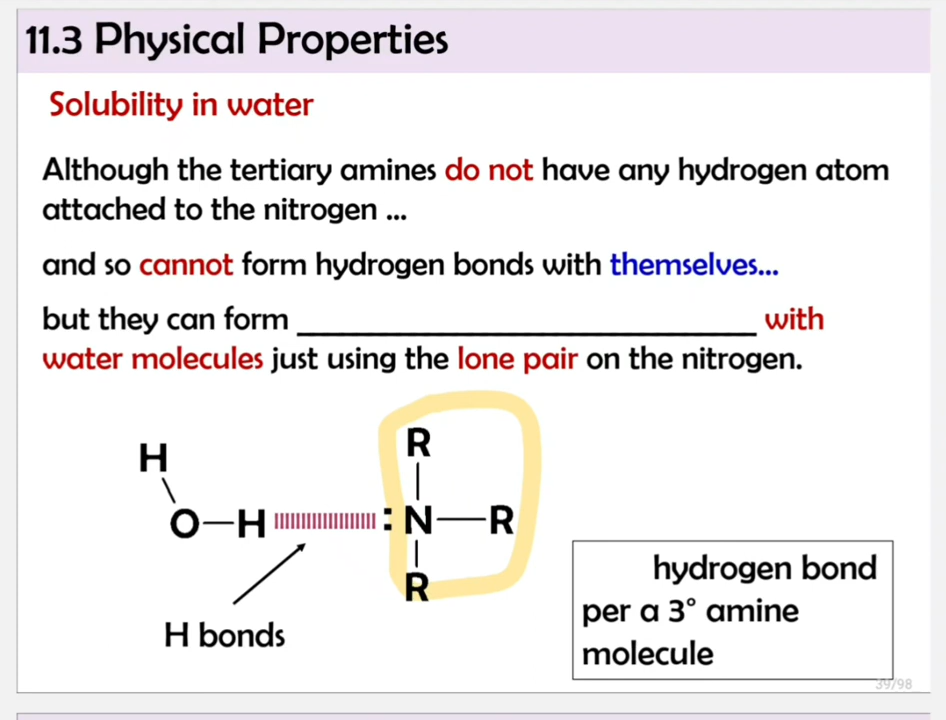 11.3 Physical Properties
Solubility in water
Although the tertiary amines do not have any hydrogen atom
attached to the nitrogen ...
and so cannot form hydrogen bonds with themselves...
but they can form ______________________________ with
water molecules just using the lone pair on the nitrogen.
R
H
O—H :N—R
R
H bonds
hydrogen bond
per a 3° amine
molecule
39/98